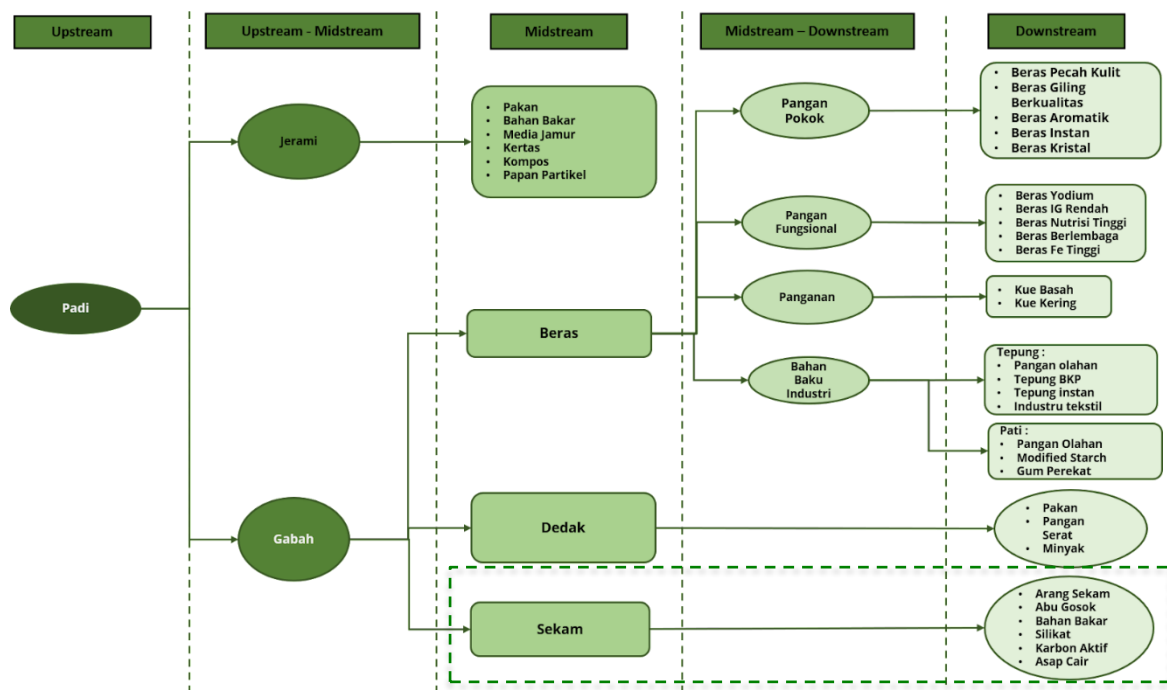 Upstream
Upstream - Midstream
Midstream
Midstream – Downstream
Downstream
Padi
Jerami
Gabah
• Pakan
• Bahan Bakar
• Media Jamur
• Kertas
• Kompos
• Papan Partikel
Beras
Dedak
Sekam
Pangan
Pokok
Pangan
Fungsional
Panganan
Bahan
Baku
Industri
• Beras Pecah Kulit
• Beras Giling
Berkualitas
• Beras Aromatik
• Beras Instan
• Beras Kristal
• Beras Yodium
• Beras IG Rendah
• Beras Nutrisi Tinggi
• Beras Berlembaga
• Beras Fe Tinggi
• Kue Basah
• Kue Kering
Tepung :
• Pangan olahan
• Tepung BKP
• Tepung instan
• Industru tekstil
Pati :
• Pangan Olahan
• Modified Starch
• Gum Perekat
• Pakan
• Pangan
Serat
• Minyak
• Arang Sekam
• Abu Gosok
• Bahan Bakar
• Silikat
• Karbon Aktif
• Asap Cair